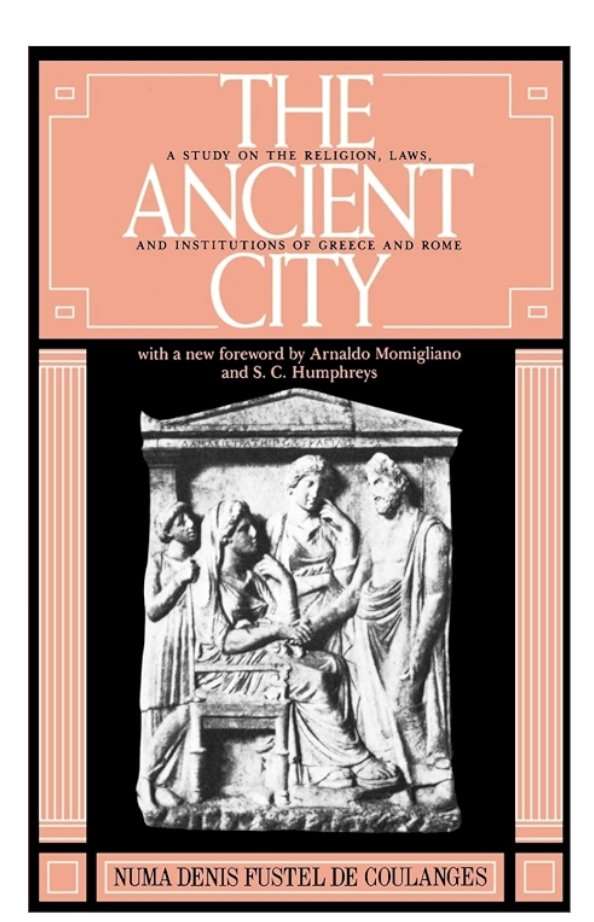 THE
A STUDY ON THE RELIGION, LAWS,
ANCIENT
AND INSTITUTIONS OF GREECE AND ROME
CITY
with a new foreword by Arnaldo Momigliano
and S. C. Humphreys
NUMA DENIS FUSTEL DE COULANGES